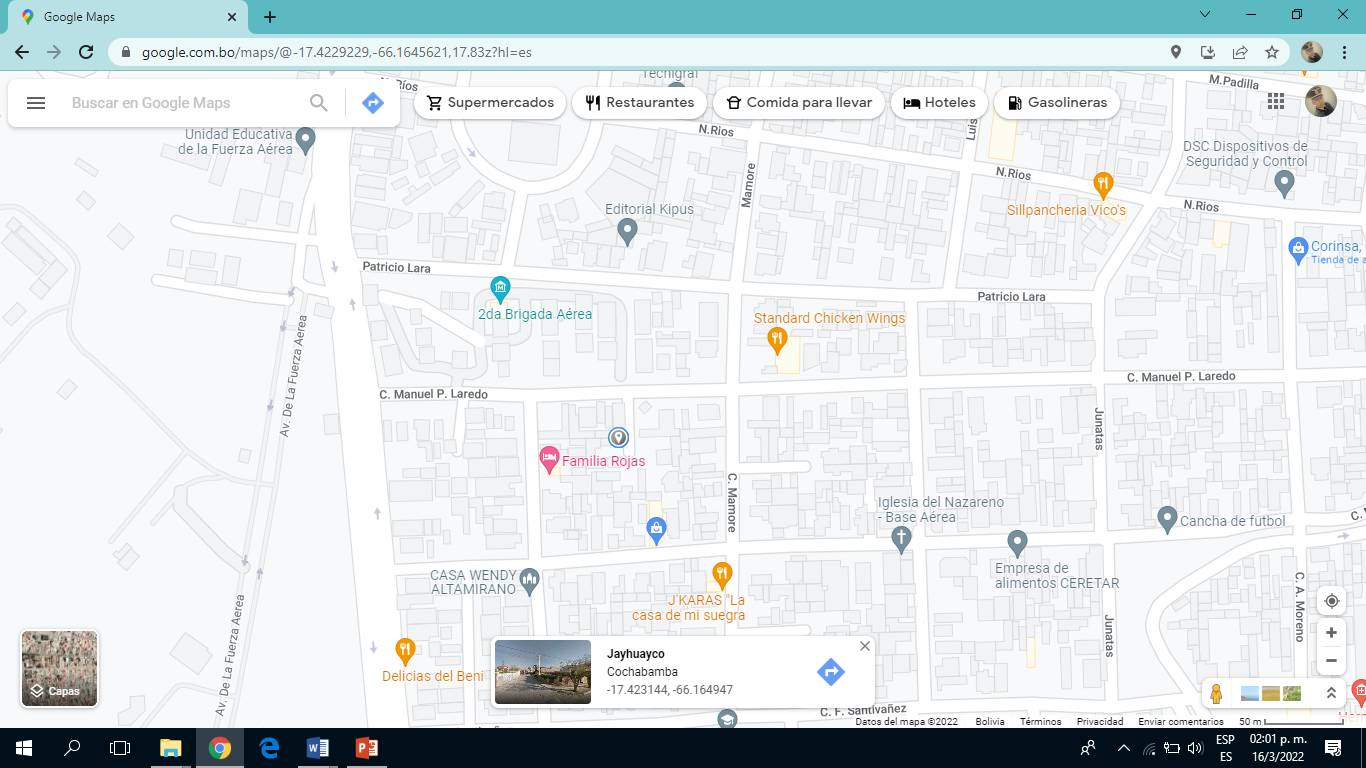 Google Maps
google.com.bo/maps/@-17.4229229,-66.1645621,17.83z?hl=es
Buscar en Google Maps
Supermercados
Restaurantes
Comida para llevar
Hoteles
Gasolineras
Techigraf
N.Rios
M.Padilla
Unidad Educativa
de la Fuerza Aérea
N.Rios
Luis
DSC Dispositivos de
Seguridad y Control
N.Rios
Mamore
Sillpancheria Vico's
N.Rios
Editorial Kipus
Corinsa,
Tienda de a
Patricio Lara
Patricio Lara
2da Brigada Aérea
Standard Chicken Wings
Av. De La Fuerza Aerea
C. Manuel P. Laredo
C. Manuel P. Laredo
Junatas
Familia Rojas
C. Mamore
Iglesia del Nazareno
- Base Aérea
Cancha de futbol
Empresa de
alimentos CERETAR
CASA WENDY
ALTAMIRANO
J'KARAS "La
casa de mi suegra
Av. De La Fuerza Aerea
Junatas
C. A. Moreno
Delicias del Beni
Capas
Jayhuayco
Cochabamba
-17.423144, -66.164947
C. F. Santivañez
Datos del mapa ©2022
Bolivia
Términos
Privacidad
Enviar comentarios
50 m
ESP
ES
02:01 p. m.
16/3/2022